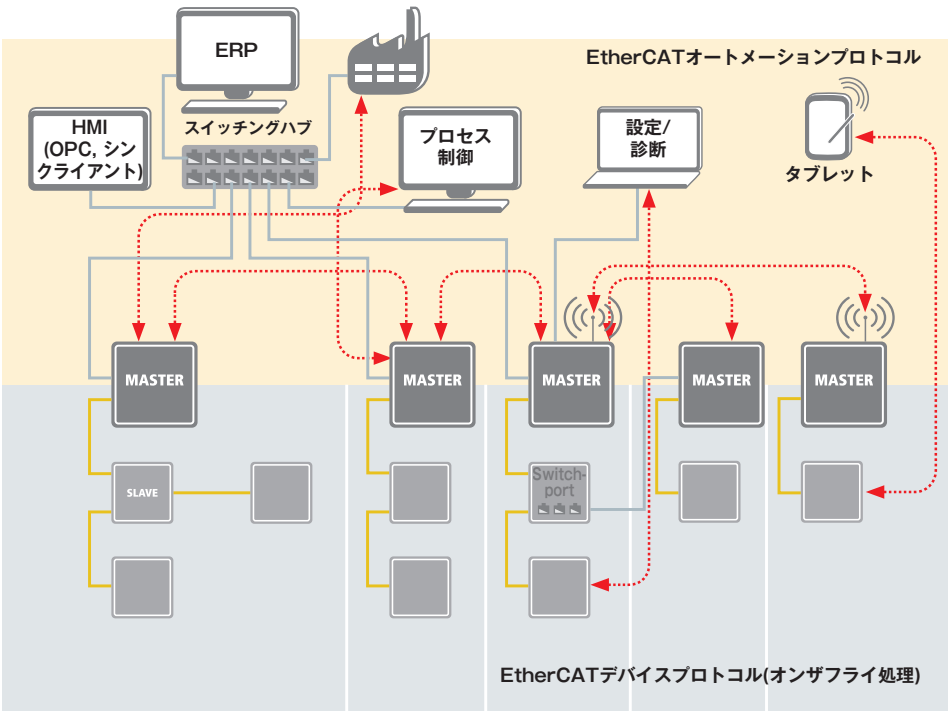 ERP
EtherCATオートメーションプロトコル
HMI
(OPC, シン
クライアント)
スイッチングハブ
プロセス
制御
設定/
診断
タブレット
MASTER
MASTER
MASTER
MASTER
MASTER
SLAVE
Switch-
port
EtherCATデバイスプロトコル(オンザフライ処理)